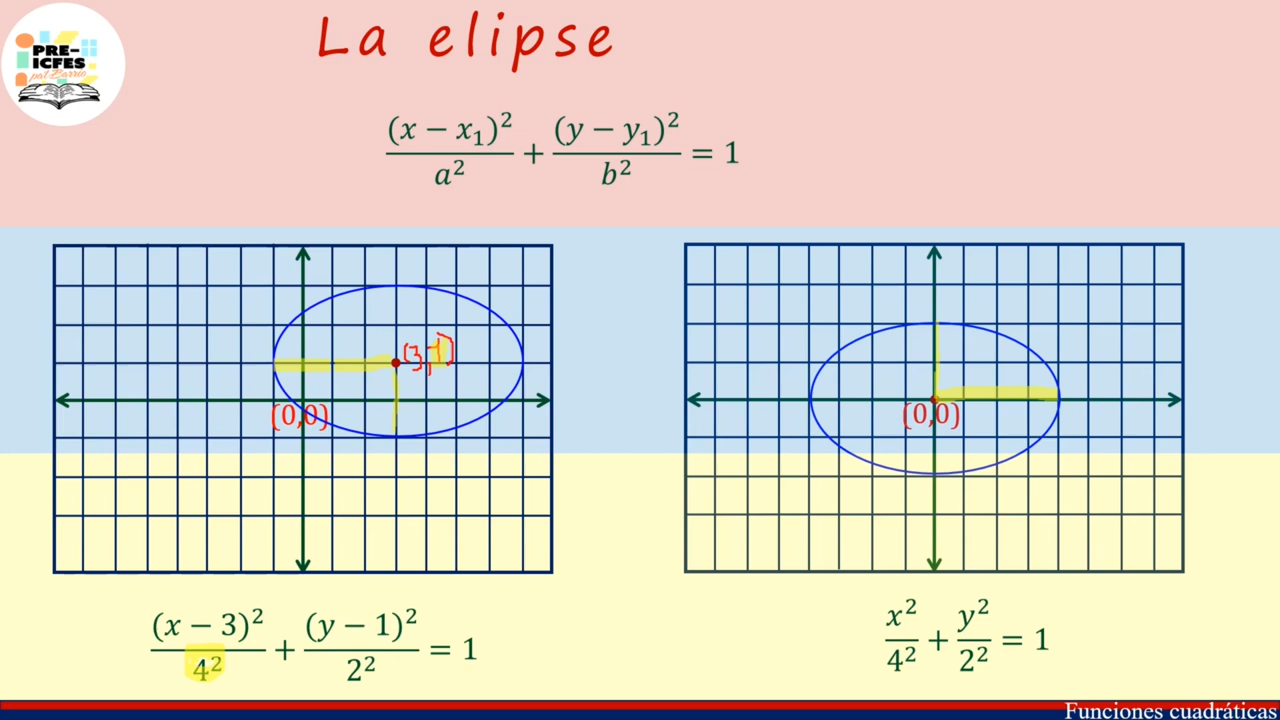 La elipse
PRE-
ICFES
(x − x₁)²/a² + (y − y₁)²/b² = 1
(3,1)
(0,0)
(0,0)
(x − 3)²/4² + (y − 1)²/2² = 1
x²/4² + y²/2² = 1
Funciones cuadráticas